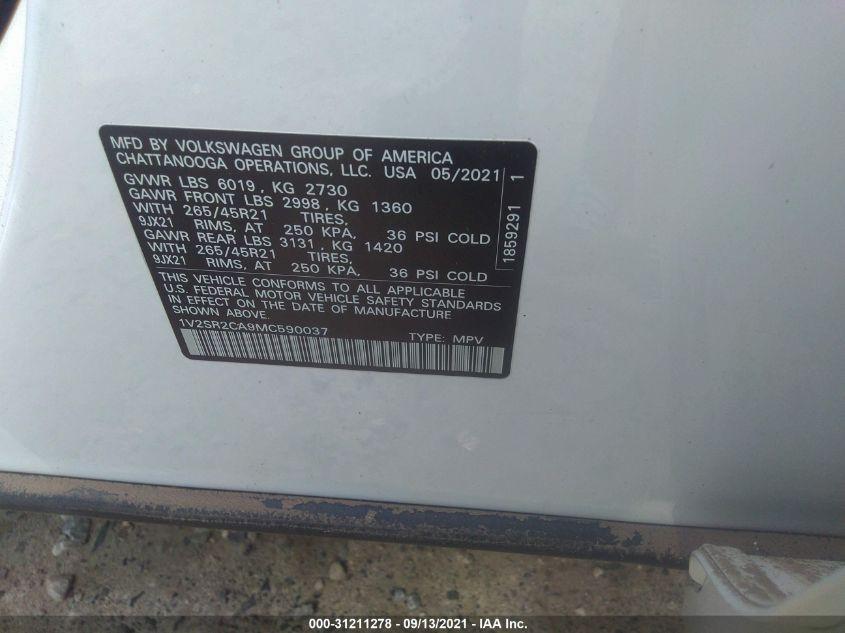 MFD BY VOLKSWAGEN GROUP OF AMERICA
CHATTANOOGA OPERATIONS, LLC. USA 05/2021
GVWR LBS 6019, KG 2730
GAWR FRONT LBS 2998, KG 1360
WITH 265/45R21 TIRES,
9JX21 RIMS, AT 250 KPA, 36 PSI COLD
GAWR REAR LBS 3131, KG 1420
WITH 265/45R21 TIRES,
9JX21 RIMS, AT 250 KPA, 36 PSI COLD
THIS VEHICLE CONFORMS TO ALL APPLICABLE
U.S. FEDERAL MOTOR VEHICLE SAFETY STANDARDS
IN EFFECT ON THE DATE OF MANUFACTURE
SHOWN ABOVE.
1V2SR2CA9MC590037 TYPE: MPV
1859291 1
000-31211278 - 09/13/2021 - IAA Inc.